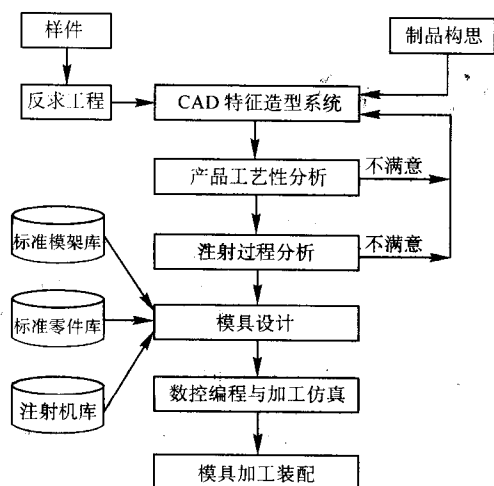 样件
制品构思
反求工程
CAD特征造型系统
产品工艺性分析
不满意
标准模架库
注射过程分析
不满意
标准零件库
模具设计
注射机库
数控编程与加工仿真
模具加工装配